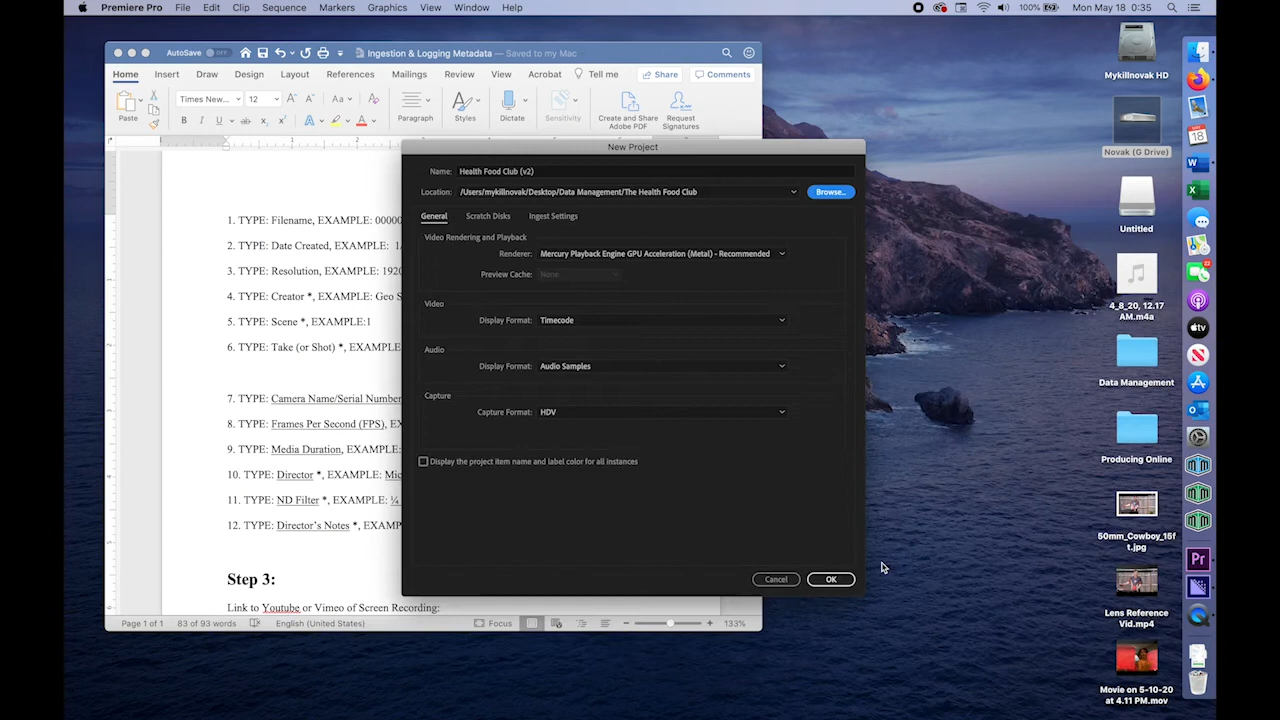 Premiere Pro File Edit Clip Sequence Markers Graphics View Window Help 100% Mon May 18 0:35
AutoSave OFF Ingestion & Logging Metadata — Saved to my Mac
Home Insert Draw Design Layout References Mailings Review View Acrobat Tell me Share Comments
Times New... 12 Aa
Paste B I U ab x x A A Paragraph Styles Dictate Sensitivity Create and Share Adobe PDF Request Signatures
1. TYPE: Filename, EXAMPLE: 00000
2. TYPE: Date Created, EXAMPLE: 1/
3. TYPE: Resolution, EXAMPLE: 1920
4. TYPE: Creator *, EXAMPLE: Geo S
5. TYPE: Scene *, EXAMPLE:1
6. TYPE: Take (or Shot) *, EXAMPLE
7. TYPE: Camera Name/Serial Number
8. TYPE: Frames Per Second (FPS), EX
9. TYPE: Media Duration, EXAMPLE:
10. TYPE: Director *, EXAMPLE: Mic
11. TYPE: ND Filter *, EXAMPLE: ¼
12. TYPE: Director's Notes *, EXAMP
Step 3:
Link to Youtube or Vimeo of Screen Recording:
Page 1 of 1 83 of 93 words English (United States) Focus 133%
New Project
Name: Health Food Club (v2)
Location: /Users/mykillnovak/Desktop/Data Management/The Health Food Club Browse...
General Scratch Disks Ingest Settings
Video Rendering and Playback
Renderer: Mercury Playback Engine GPU Acceleration (Metal) - Recommended
Preview Cache: None
Video
Display Format: Timecode
Audio
Display Format: Audio Samples
Capture
Capture Format: HDV
Display the project item name and label color for all instances
Cancel OK
Mykillnovak HD
Novak (G Drive)
Untitled
4_8_20, 12.17
AM.m4a
Data Management
Producing Online
50mm_Cowboy_15f
t.jpg
Lens Reference
Vid.mp4
Movie on 5-10-20
at 4.11 PM.mov
18
22
tv
Pr